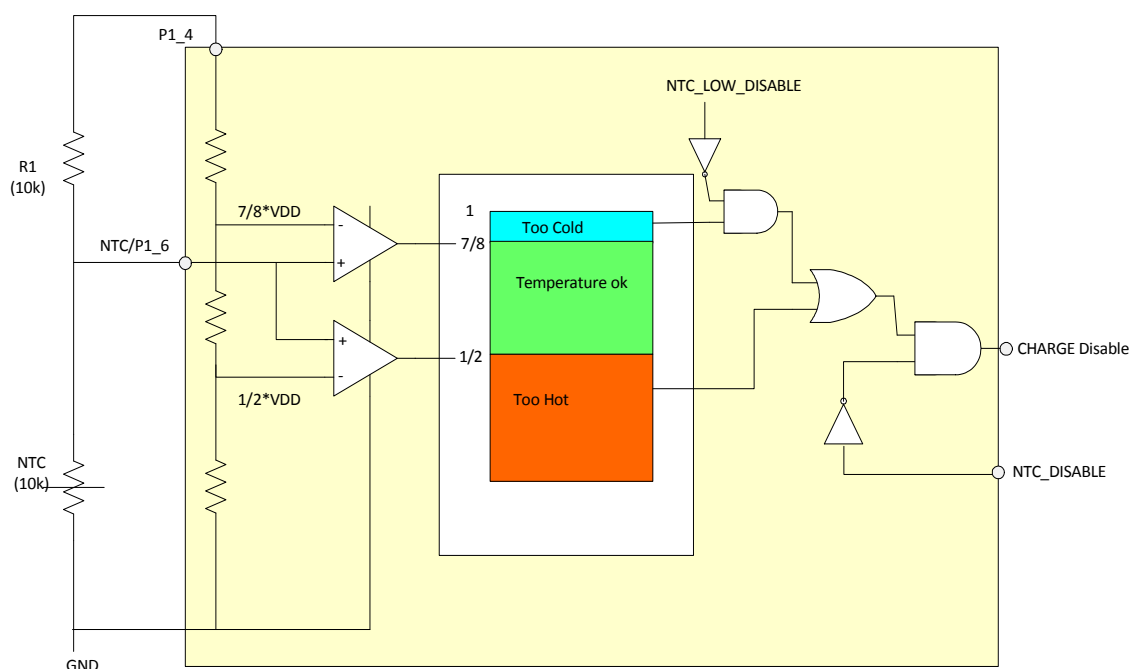 P1_4
NTC_LOW_DISABLE
R1
(10k)
7/8*VDD
-
1
Too Cold
7/8
NTC/P1_6
+
Temperature ok
+
1/2
CHARGE Disable
-
1/2*VDD
Too Hot
NTC
(10k)
NTC_DISABLE
GND